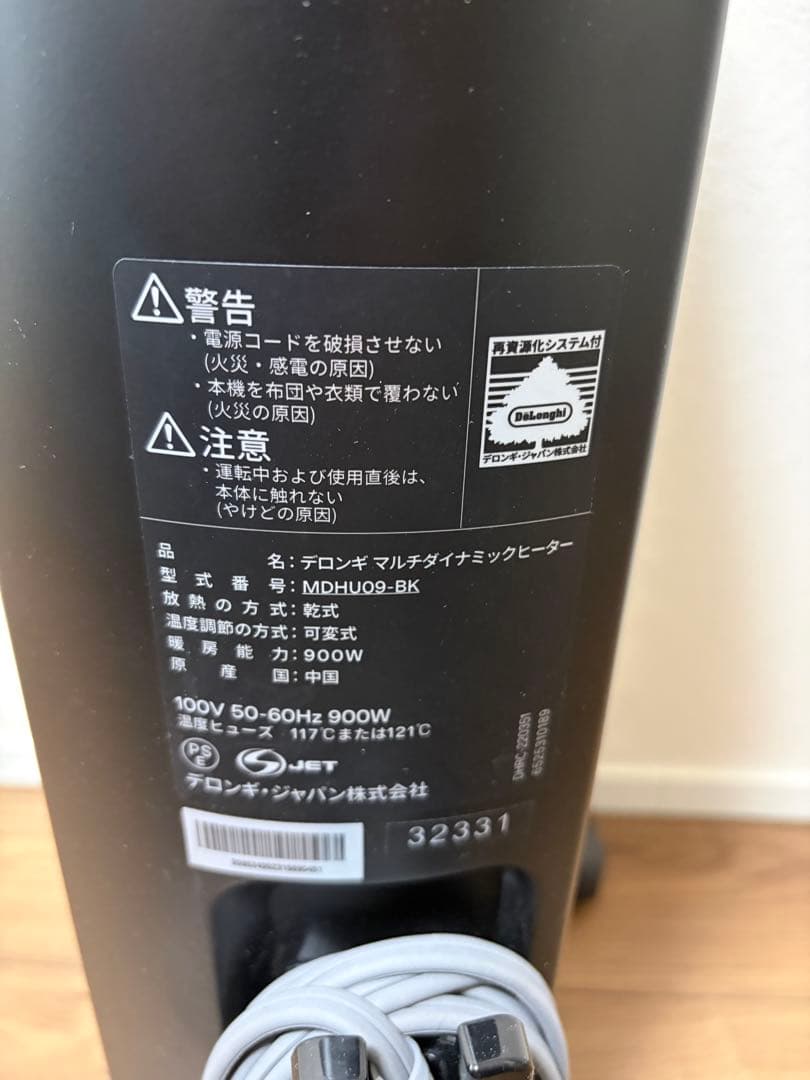 警告
・電源コードを破損させない
(火災・感電の原因)
・本機を布団や衣類で覆わない
(火災の原因)
注意
・運転中および使用直後は、
本体に触れない
(やけどの原因)
再資源化システム付
DeLonghi
デロンギ・ジャパン株式会社
品名：デロンギ マルチダイナミックヒーター
型式番号：MDHU09-BK
放熱の方式：乾式
温度調節の方式：可変式
暖房能力：900W
原産国：中国
100V 50-60Hz 900W
温度ヒューズ 117℃または121℃
PSE
JET
デロンギ・ジャパン株式会社
DHRC-220351
6525310189
32331